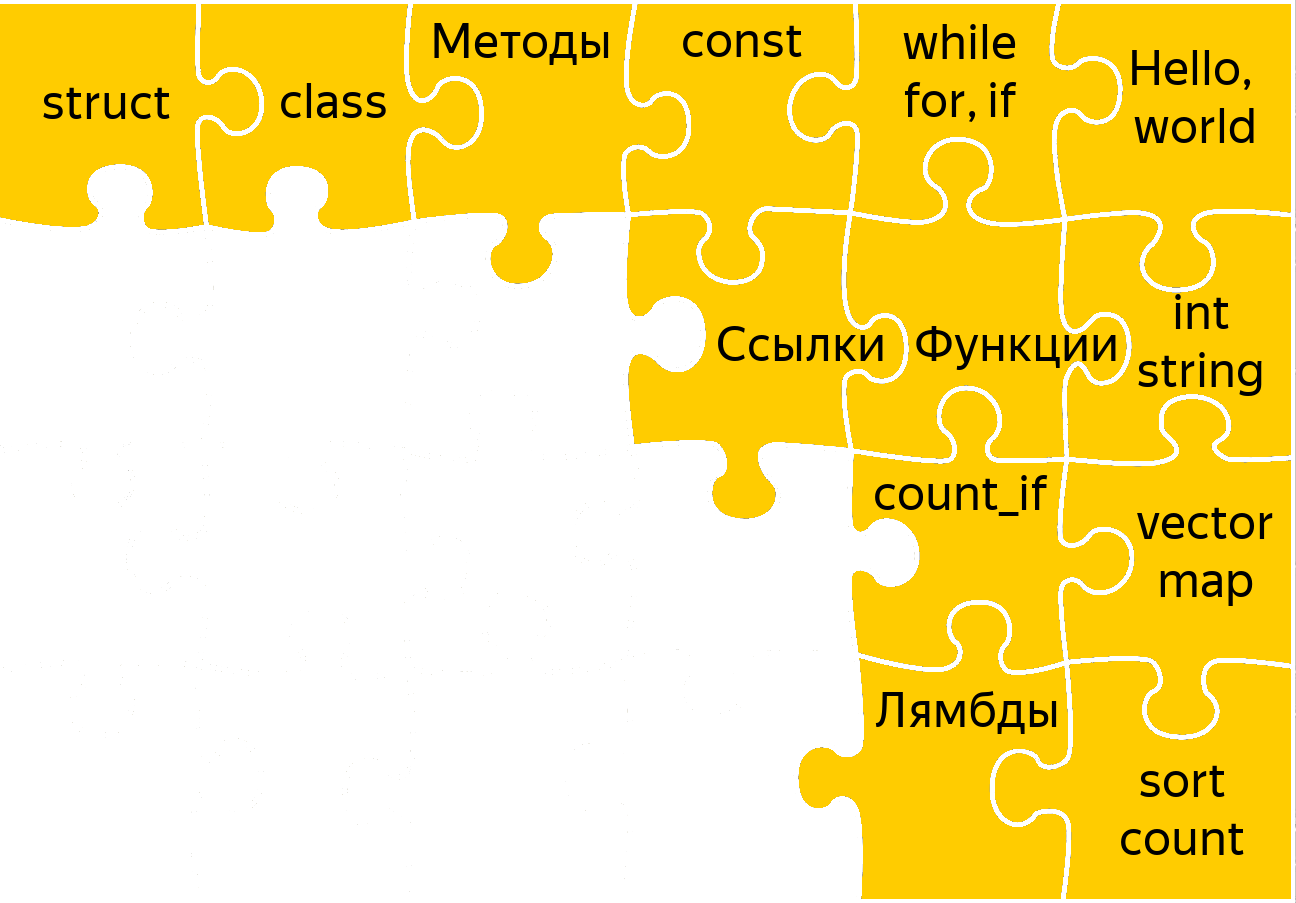 struct
class
Методы
const
while
for, if
Hello,
world
Ссылки
Функции
int
string
count_if
vector
map
Лямбды
sort
count